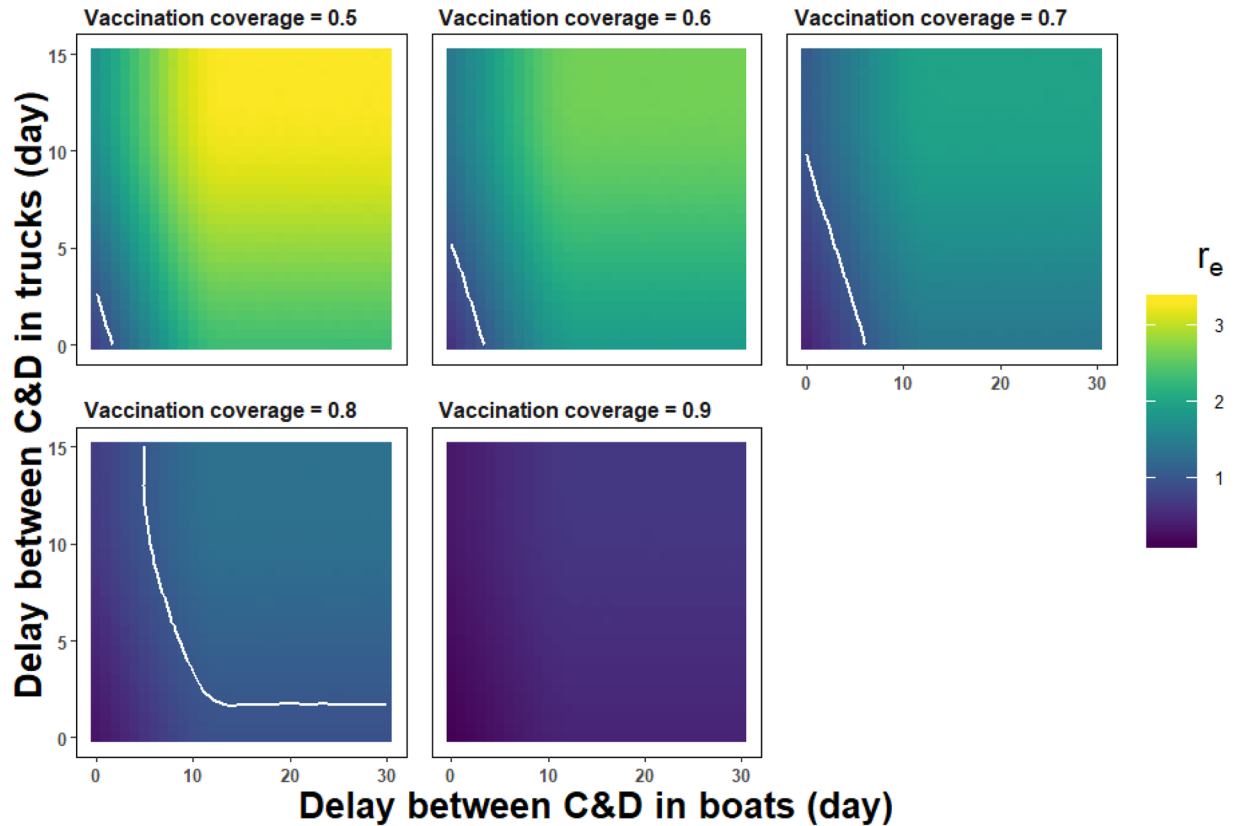 Vaccination coverage = 0.5
Vaccination coverage = 0.6
Vaccination coverage = 0.7
15
10
5
0
0 10 20 30
Vaccination coverage = 0.8
Vaccination coverage = 0.9
15
10
5
0
0 10 20 30
0 10 20 30
Delay between C&D in trucks (day)
Delay between C&D in boats (day)
re
3
2
1